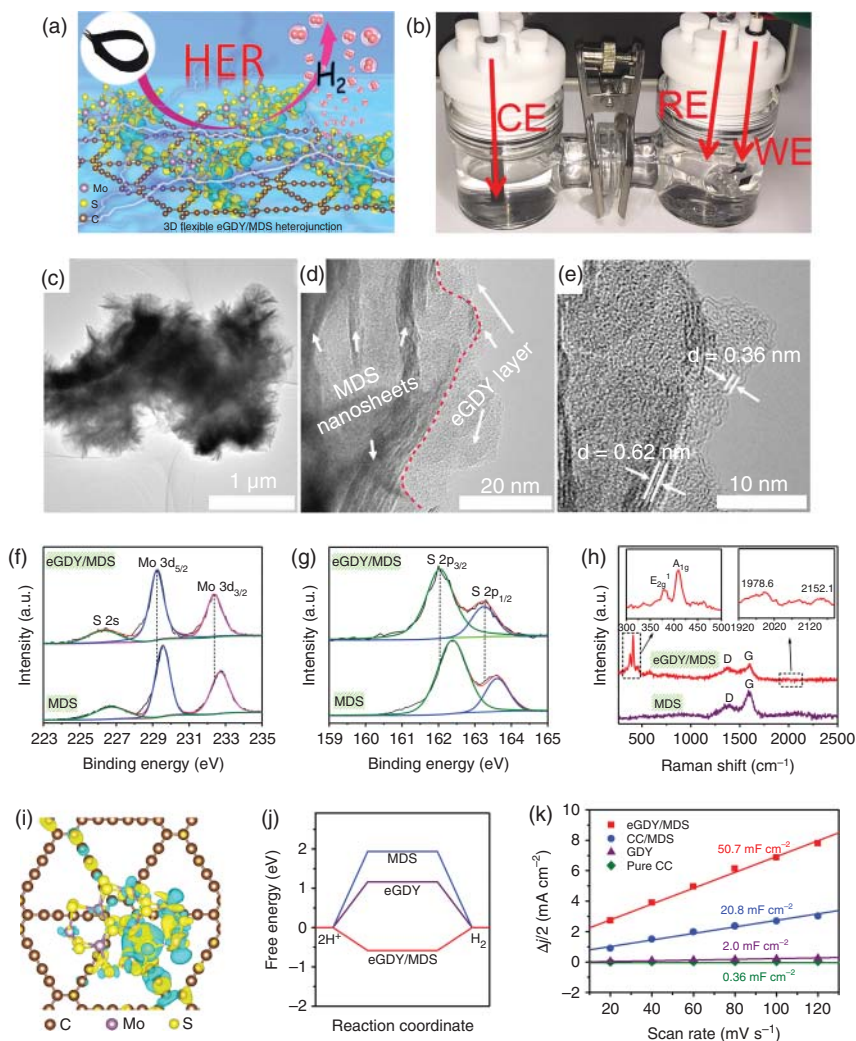 (a)
HER
H₂
Mo
S
C
3D flexible eGDY/MDS heterojunction
(b)
CE
RE
WE
(c)
1 μm
(d)
MDS
nanosheets
eGDY layer
20 nm
(e)
d = 0.36 nm
d = 0.62 nm
10 nm
(f)
eGDY/MDS
Mo 3d5/2
Mo 3d3/2
S 2s
MDS
Intensity (a.u.)
223 225 227 229 231 233 235
Binding energy (eV)
(g)
eGDY/MDS
S 2p3/2
S 2p1/2
MDS
Intensity (a.u.)
159 160 161 162 163 164 165
Binding energy (eV)
(h)
E2g¹
A1g
300 400 500
1978.6
2152.1
1920 2020 2120
eGDY/MDS
D G
MDS
D G
Intensity (a.u.)
500 1000 1500 2000 2500
Raman shift (cm⁻¹)
(i)
C Mo S
(j)
Free energy (eV)
2
1
0
−1
−2
MDS
eGDY
2H⁺
H₂
eGDY/MDS
Reaction coordinate
(k)
Δj/2 (mA cm⁻²)
10
8
6
4
2
0
−2
eGDY/MDS
CC/MDS
GDY
Pure CC
50.7 mF cm⁻²
20.8 mF cm⁻²
2.0 mF cm⁻²
0.36 mF cm⁻²
20 40 60 80 100 120
Scan rate (mV s⁻¹)